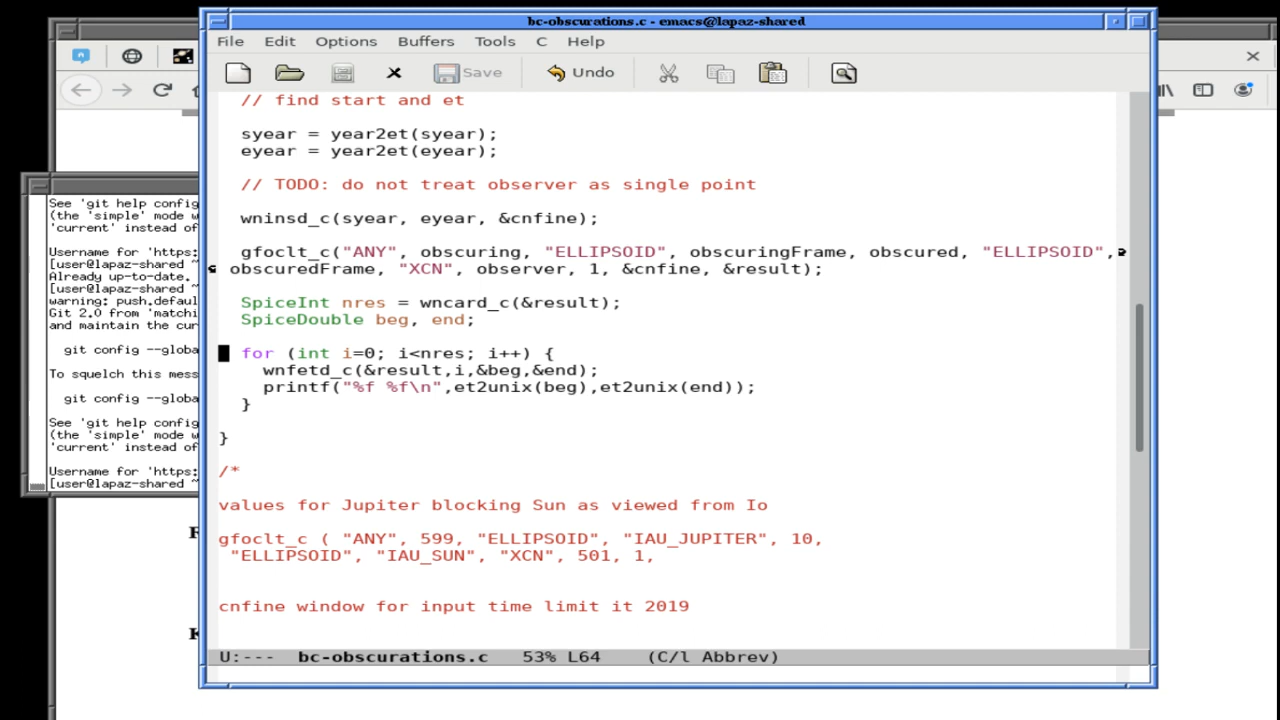 bc-obscurations.c - emacs@lapaz-shared
File Edit Options Buffers Tools C Help
Save Undo
// find start and et
syear = year2et(syear);
eyear = year2et(eyear);
// TODO: do not treat observer as single point
wninsd_c(syear, eyear, &cnfine);
gfoclt_c("ANY", obscuring, "ELLIPSOID", obscuringFrame, obscured, "ELLIPSOID",
obscuredFrame, "XCN", observer, 1, &cnfine, &result);
SpiceInt nres = wncard_c(&result);
SpiceDouble beg, end;
for (int i=0; i<nres; i++) {
wnfetd_c(&result,i,&beg,&end);
printf("%f %f\n",et2unix(beg),et2unix(end));
}
}
/*
values for Jupiter blocking Sun as viewed from Io
gfoclt_c ( "ANY", 599, "ELLIPSOID", "IAU_JUPITER", 10,
"ELLIPSOID", "IAU_SUN", "XCN", 501, 1,
cnfine window for input time limit it 2019
U:--- bc-obscurations.c 53% L64 (C/l Abbrev)
See 'git help config
(the 'simple' mode w
'current' instead of
Username for 'https:
[user@lapaz-shared ~
Already up-to-date.
[user@lapaz-shared ~
warning: push.defaul
Git 2.0 from 'matchi
and maintain the cur
git config --globa
To squelch this mess
git config --globa
See 'git help config
(the 'simple' mode w
'current' instead of
Username for 'https:
[user@lapaz-shared ~